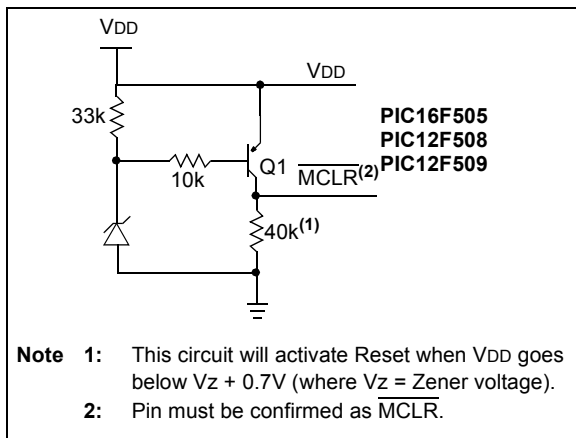 VDD
VDD
33k
PIC16F505
PIC12F508
Q1
MCLR(2)
PIC12F509
10k
40k(1)
Note 1: This circuit will activate Reset when VDD goes
below Vz + 0.7V (where Vz = Zener voltage).
2: Pin must be confirmed as MCLR.